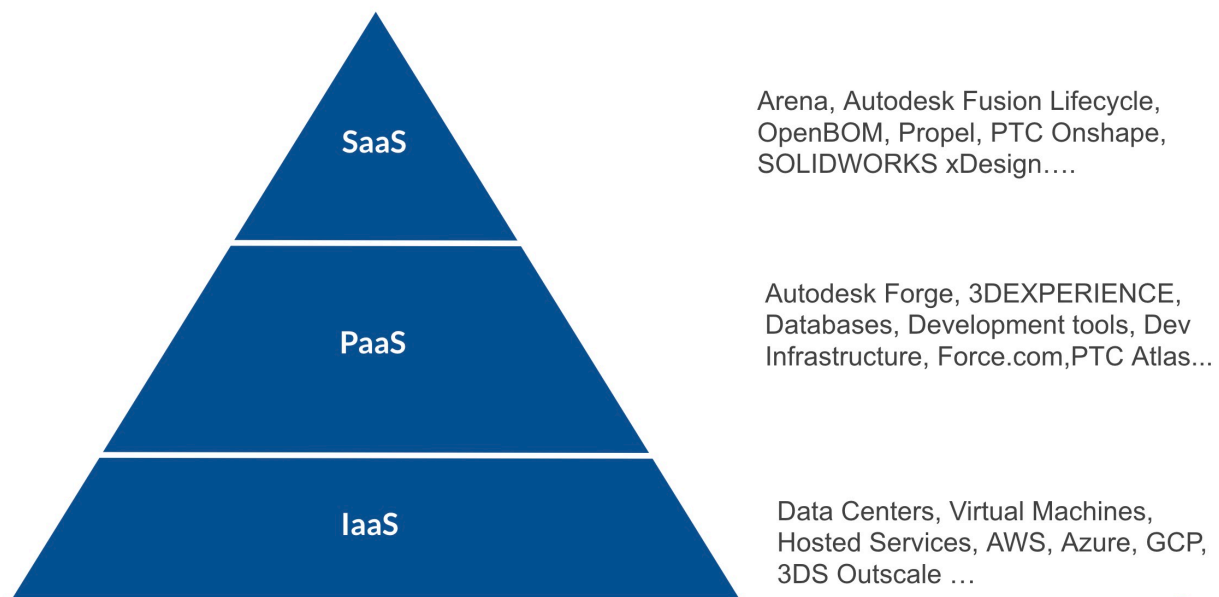 SaaS
Arena, Autodesk Fusion Lifecycle,
OpenBOM, Propel, PTC Onshape,
SOLIDWORKS xDesign….
PaaS
Autodesk Forge, 3DEXPERIENCE,
Databases, Development tools, Dev
Infrastructure, Force.com,PTC Atlas...
IaaS
Data Centers, Virtual Machines,
Hosted Services, AWS, Azure, GCP,
3DS Outscale …